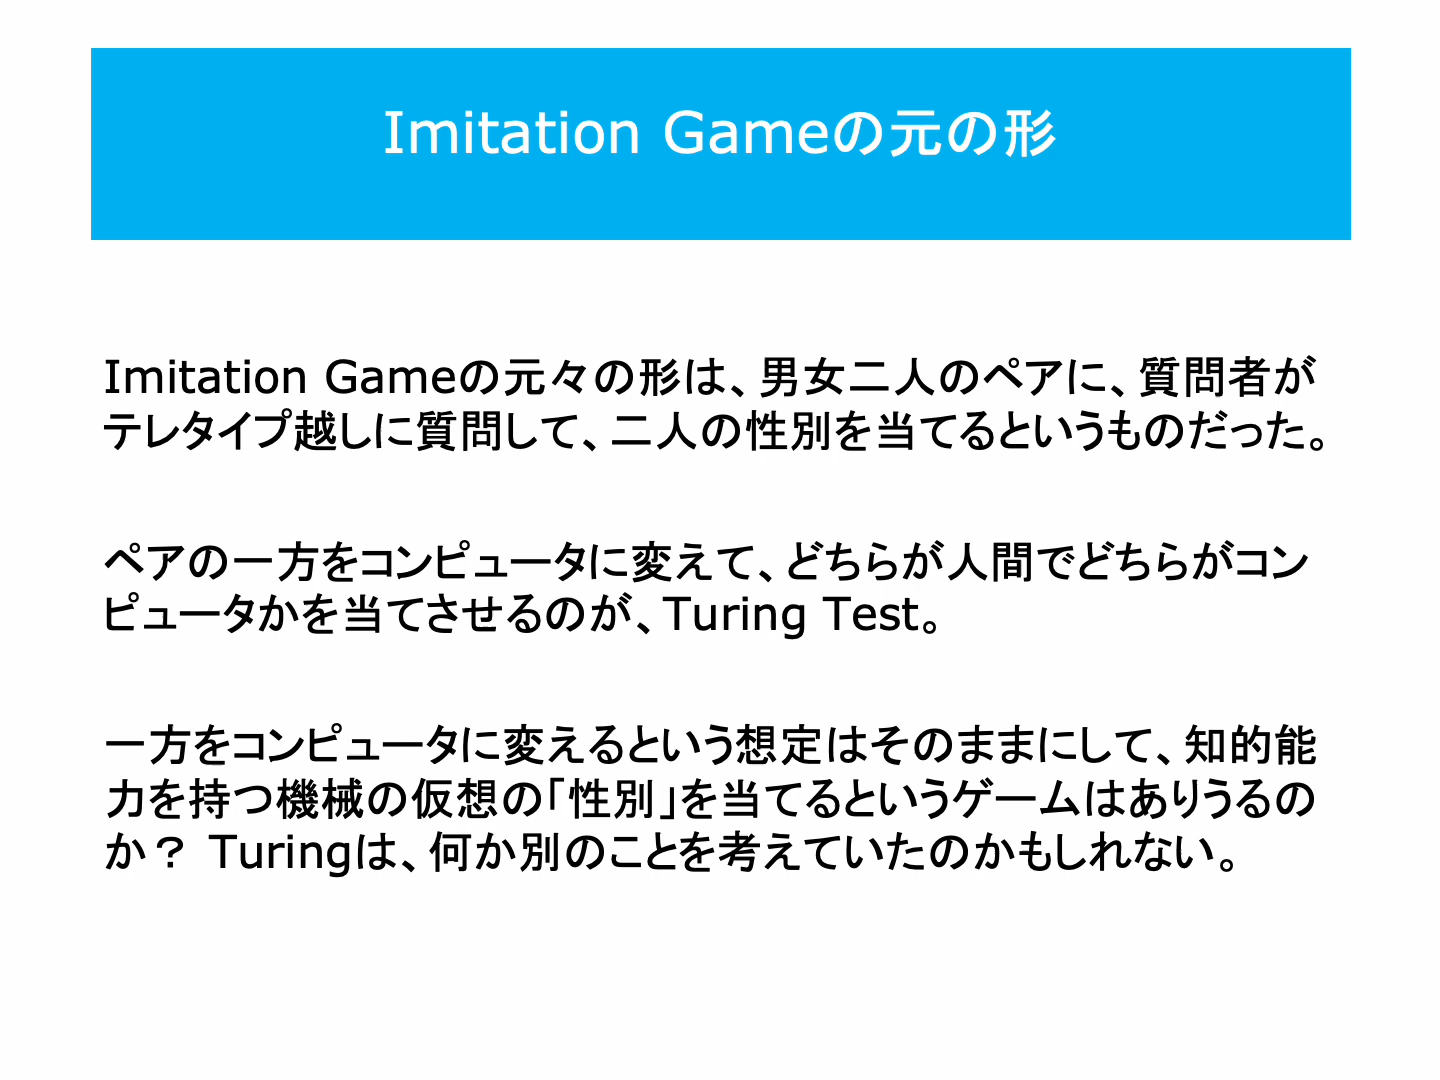 Imitation Gameの元の形
Imitation Gameの元々の形は、男女二人のペアに、質問者が
テレタイプ越しに質問して、二人の性別を当てるというものだった。
ペアの一方をコンピュータに変えて、どちらが人間でどちらがコン
ピュータかを当てさせるのが、Turing Test。
一方をコンピュータに変えるという想定はそのままにして、知的能
力を持つ機械の仮想の「性別」を当てるというゲームはありうるの
か？ Turingは、何か別のことを考えていたのかもしれない。